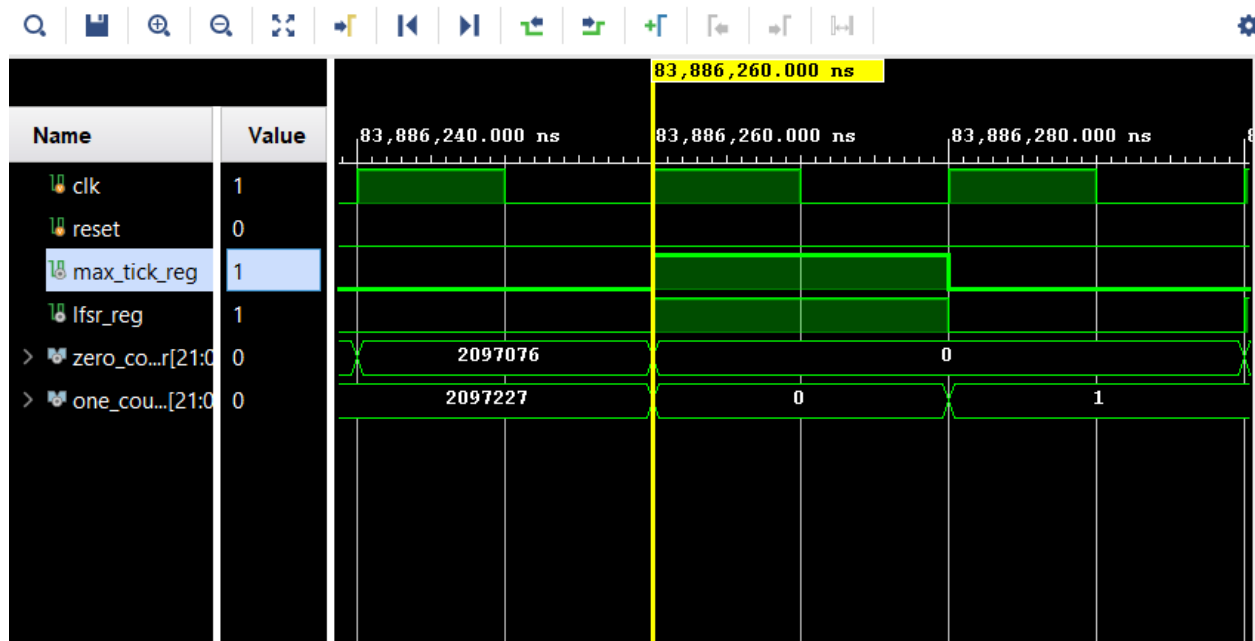 83,886,260.000 ns
Name Value
83,886,240.000 ns 83,886,260.000 ns 83,886,280.000 ns 8
clk 1
reset 0
max_tick_reg 1
lfsr_reg 1
zero_co...r[21:0 0 2097076 0
one_cou...[21:0 0 2097227 0 1